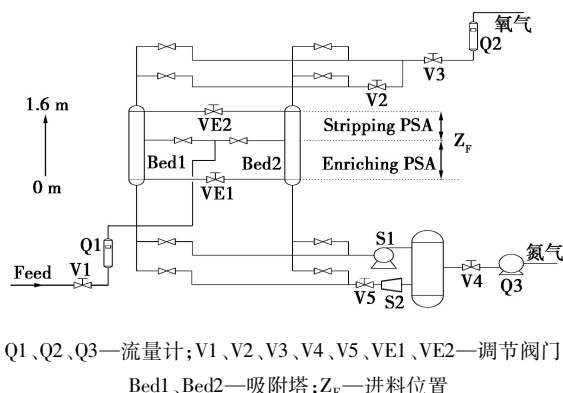 氧气
Q2
V3
V2
1.6 m
VE2
Stripping PSA
Z_F
Bed1
Bed2
Enriching PSA
0 m
VE1
Q1
S1
Feed
V1
氮气
V4
Q3
V5
S2
Q1、Q2、Q3—流量计;V1、V2、V3、V4、V5、VE1、VE2—调节阀门
Bed1、Bed2—吸附塔;Z_F—进料位置